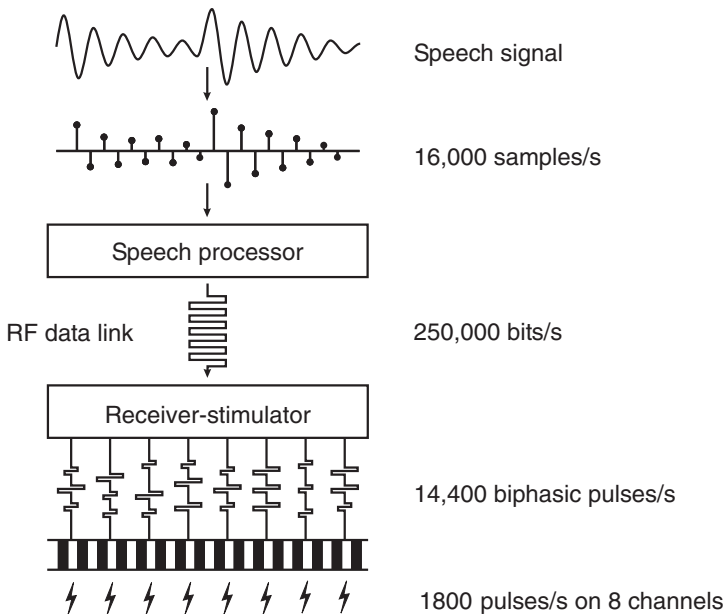 Speech signal
16,000 samples/s
Speech processor
RF data link
250,000 bits/s
Receiver-stimulator
14,400 biphasic pulses/s
1800 pulses/s on 8 channels